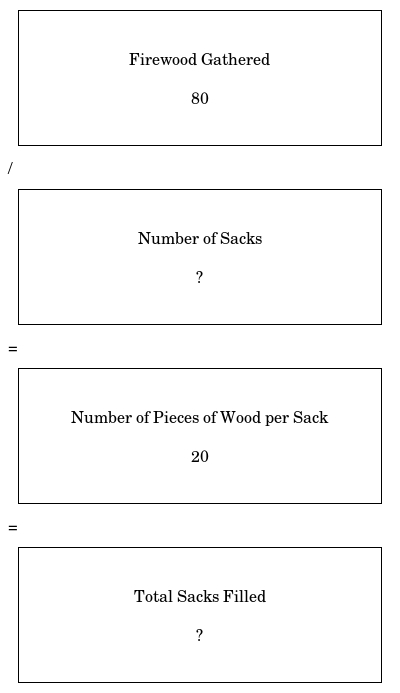 Firewood Gathered
80
/
Number of Sacks
?
=
Number of Pieces of Wood per Sack
20
=
Total Sacks Filled
?